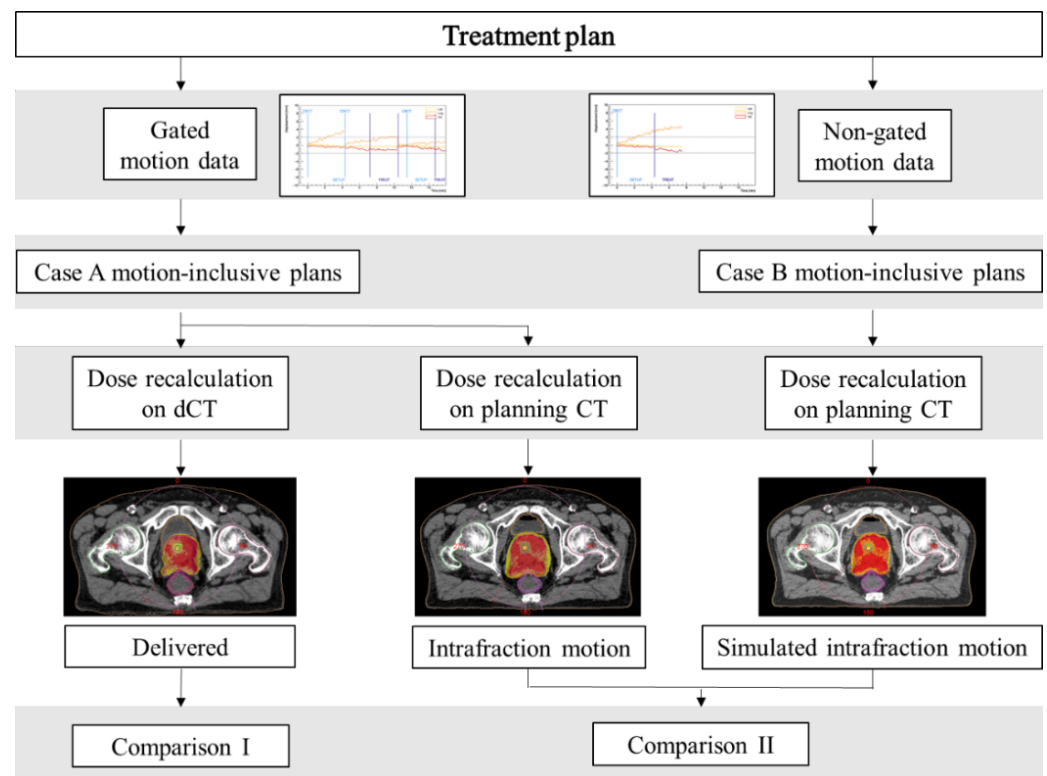 Treatment plan
Gated
motion data
Non-gated
motion data
Case A motion-inclusive plans
Case B motion-inclusive plans
Dose recalculation
on dCT
Dose recalculation
on planning CT
Dose recalculation
on planning CT
Delivered
Intrafraction motion
Simulated intrafraction motion
Comparison I
Comparison II